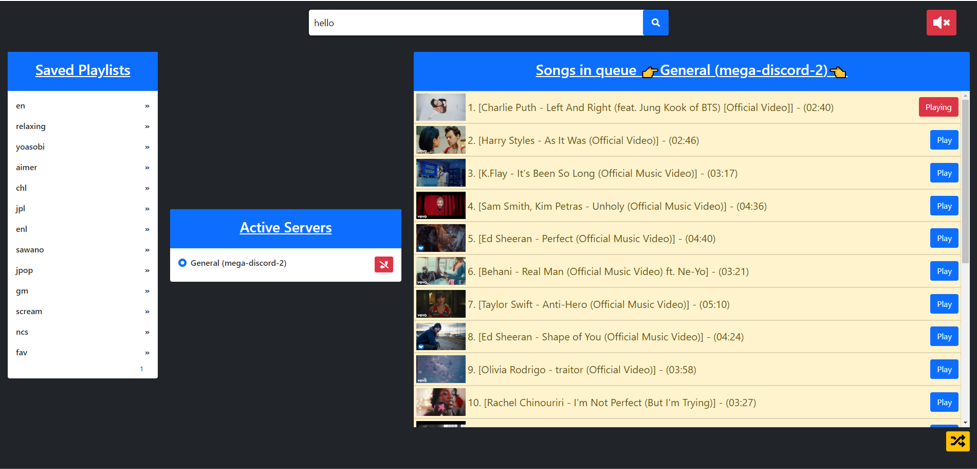 hello
Saved Playlists
en »
relaxing »
yoasobi »
aimer »
chl »
jpl »
enl »
sawano »
jpop »
gm »
scream »
ncs »
fav »
1
Active Servers
General (mega-discord-2)
Songs in queue 👉General (mega-discord-2)👈
1. [Charlie Puth - Left And Right (feat. Jung Kook of BTS) [Official Video]] - (02:40) Playing
2. [Harry Styles - As It Was (Official Video)] - (02:46) Play
3. [K.Flay - It's Been So Long (Official Music Video)] - (03:17) Play
4. [Sam Smith, Kim Petras - Unholy (Official Music Video)] - (04:36) Play
5. [Ed Sheeran - Perfect (Official Music Video)] - (04:40) Play
6. [Behani - Real Man (Official Music Video) ft. Ne-Yo] - (03:21) Play
7. [Taylor Swift - Anti-Hero (Official Music Video)] - (05:10) Play
8. [Ed Sheeran - Shape of You (Official Music Video)] - (04:24) Play
9. [Olivia Rodrigo - traitor (Official Video)] - (03:58) Play
10. [Rachel Chinouriri - I'm Not Perfect (But I'm Trying)] - (03:27) Play